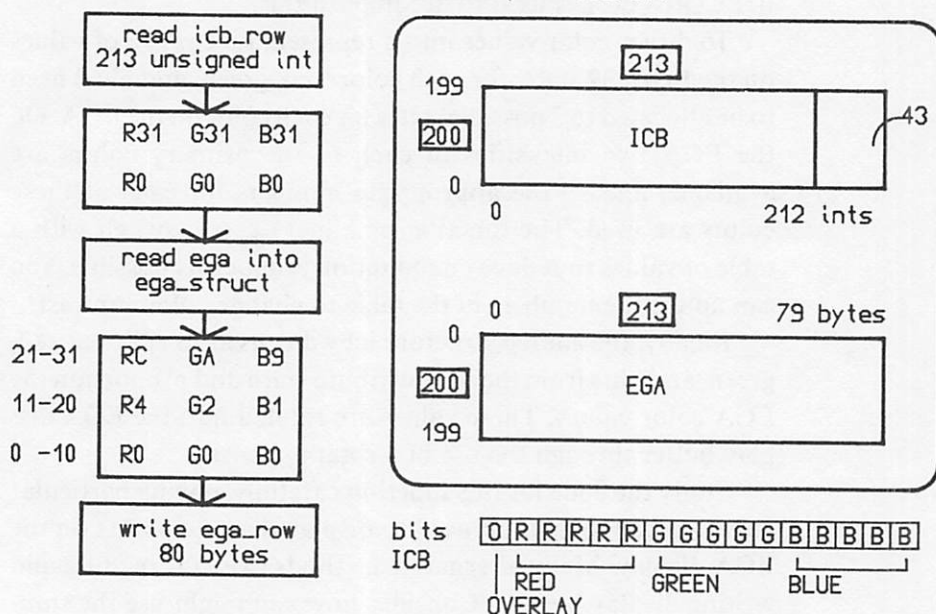 read icb_row
213 unsigned int
R31 G31 B31
R0 G0 B0
read ega into
ega_struct
21-31 RC GA B9
11-20 R4 G2 B1
0 -10 R0 G0 B0
write ega_row
80 bytes
213
199
200
ICB
43
0
0
212 ints
0
213
79 bytes
0
200
EGA
199
bits
ICB
O R R R R R G G G G G B B B B B
RED
GREEN
BLUE
OVERLAY